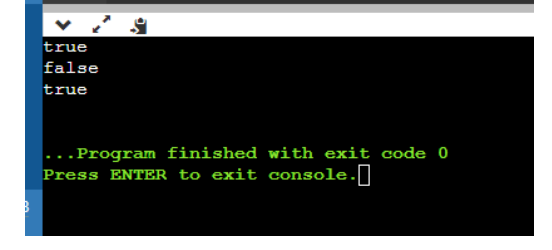 true
false
true
...Program finished with exit code 0
Press ENTER to exit console.